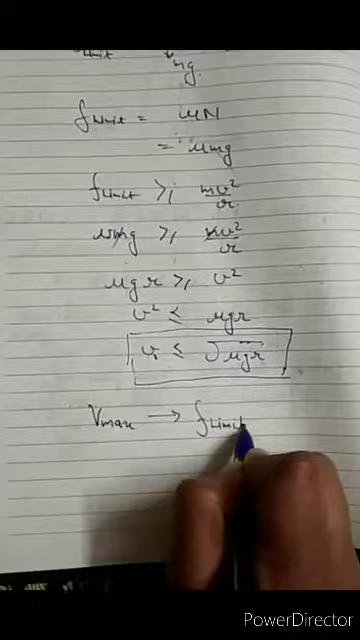 mg.
f limit = μN
= μmg
f limit ≥ mv²/r
μmg ≥ mv²/r
μgr ≥ v²
v² ≤ μgr
v ≤ √μgr
Vmax → f limit
PowerDirector